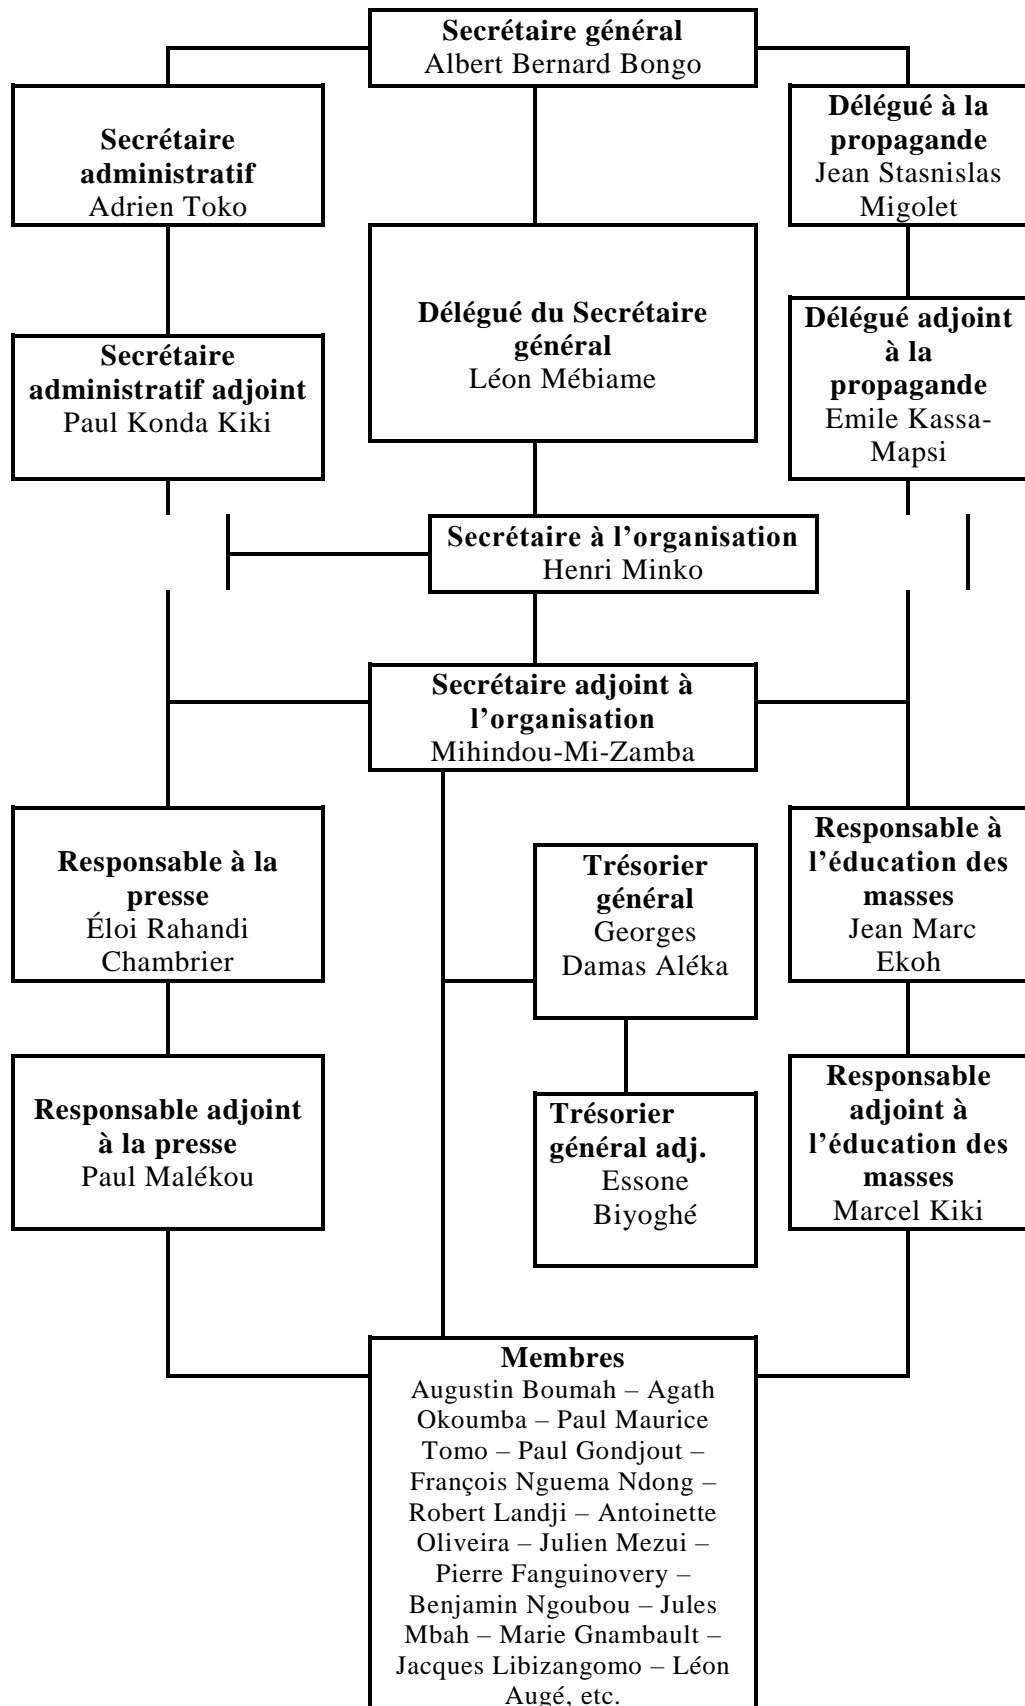 Secrétaire général
Albert Bernard Bongo
Secrétaire
administratif
Adrien Toko
Délégué à la
propagande
Jean Stasnislas
Migolet
Délégué du Secrétaire
général
Léon Mébiame
Secrétaire
administratif adjoint
Paul Konda Kiki
Délégué adjoint
à la
propagande
Emile Kassa-
Mapsi
Secrétaire à l’organisation
Henri Minko
Secrétaire adjoint à
l’organisation
Mihindou-Mi-Zamba
Responsable à la
presse
Éloi Rahandi
Chambrier
Trésorier
général
Georges
Damas Aléka
Responsable à
l’éducation des
masses
Jean Marc
Ekoh
Responsable adjoint
à la presse
Paul Malékou
Trésorier
général adj.
Essone
Biyoghé
Responsable
adjoint à
l’éducation des
masses
Marcel Kiki
Membres
Augustin Boumah – Agath
Okoumba – Paul Maurice
Tomo – Paul Gondjout –
François Nguema Ndong –
Robert Landji – Antoinette
Oliveira – Julien Mezui –
Pierre Fanguinovery –
Benjamin Ngoubou – Jules
Mbah – Marie Gnambault –
Jacques Libizangomo – Léon
Augé, etc.